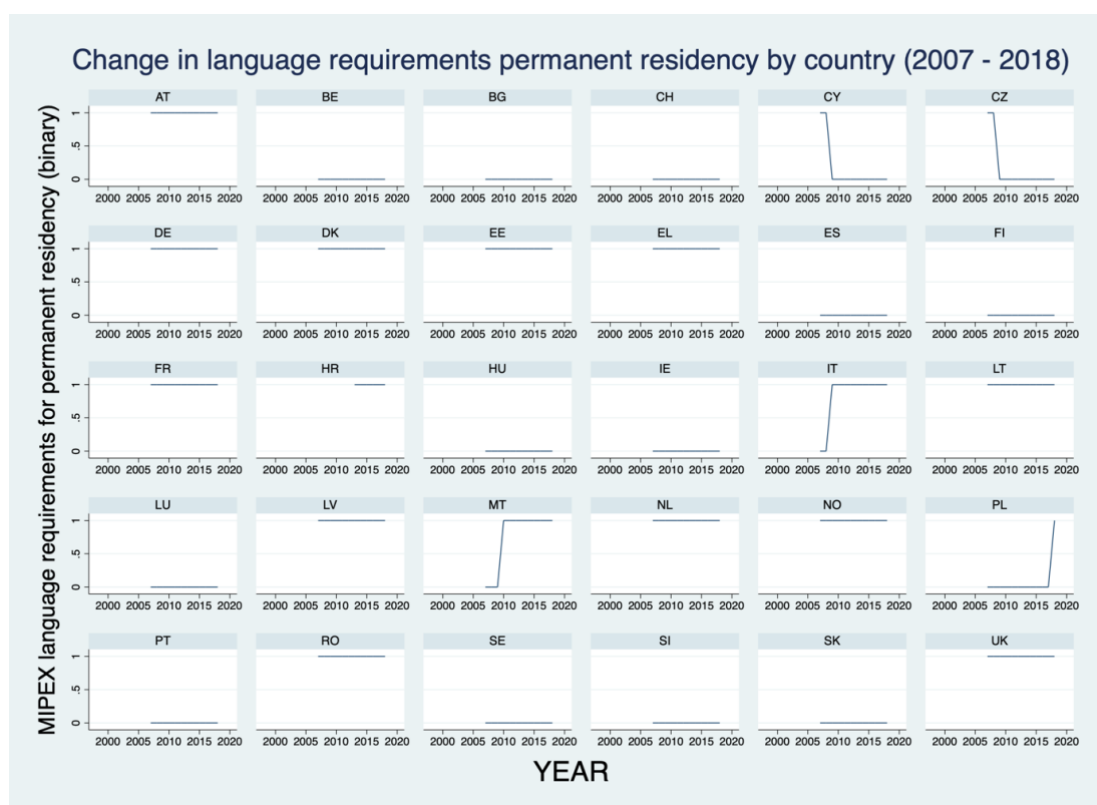 Change in language requirements permanent residency by country (2007 - 2018)
MIPEX language requirements for permanent residency (binary)
AT BE BG CH CY CZ
1
.5
0
2000 2005 2010 2015 2020 2000 2005 2010 2015 2020 2000 2005 2010 2015 2020 2000 2005 2010 2015 2020 2000 2005 2010 2015 2020 2000 2005 2010 2015 2020
DE DK EE EL ES FI
1
.5
0
2000 2005 2010 2015 2020 2000 2005 2010 2015 2020 2000 2005 2010 2015 2020 2000 2005 2010 2015 2020 2000 2005 2010 2015 2020 2000 2005 2010 2015 2020
FR HR HU IE IT LT
1
.5
0
2000 2005 2010 2015 2020 2000 2005 2010 2015 2020 2000 2005 2010 2015 2020 2000 2005 2010 2015 2020 2000 2005 2010 2015 2020 2000 2005 2010 2015 2020
LU LV MT NL NO PL
1
.5
0
2000 2005 2010 2015 2020 2000 2005 2010 2015 2020 2000 2005 2010 2015 2020 2000 2005 2010 2015 2020 2000 2005 2010 2015 2020 2000 2005 2010 2015 2020
PT RO SE SI SK UK
1
.5
0
2000 2005 2010 2015 2020 2000 2005 2010 2015 2020 2000 2005 2010 2015 2020 2000 2005 2010 2015 2020 2000 2005 2010 2015 2020 2000 2005 2010 2015 2020
YEAR